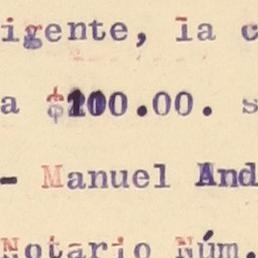 igente, la c
a $100.00. s
- Manuel And
Notario Núm.